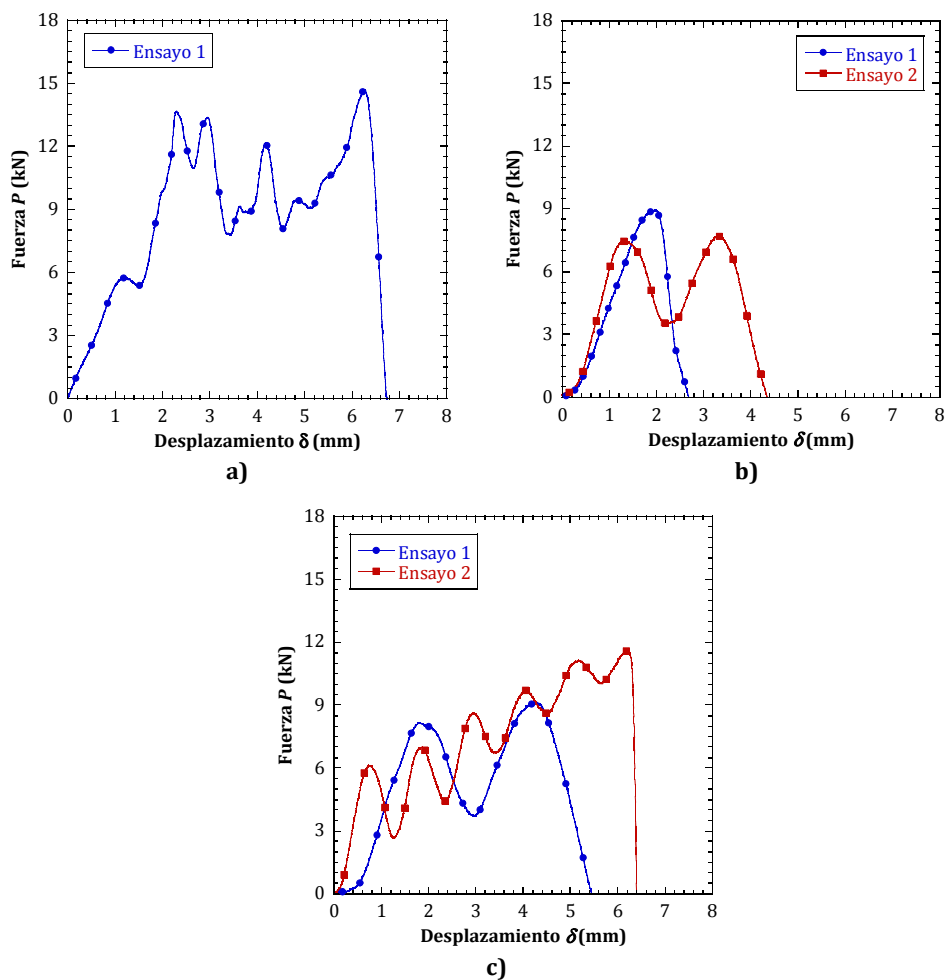 18
15
12
9
6
3
0
Fuerza P (kN)
Ensayo 1
0 1 2 3 4 5 6 7 8
Desplazamiento δ (mm)
a)
18
15
12
9
6
3
0
Fuerza P (kN)
Ensayo 1
Ensayo 2
0 1 2 3 4 5 6 7 8
Desplazamiento δ (mm)
b)
18
15
12
9
6
3
0
Fuerza P (kN)
Ensayo 1
Ensayo 2
0 1 2 3 4 5 6 7 8
Desplazamiento δ (mm)
c)